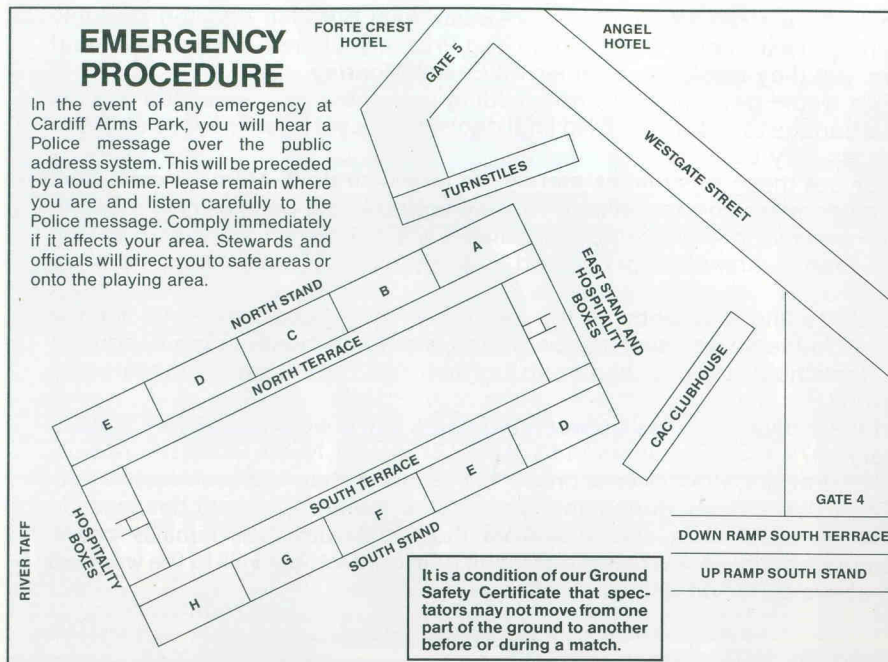 EMERGENCY
PROCEDURE
In the event of any emergency at
Cardiff Arms Park, you will hear a
Police message over the public
address system. This will be preceded
by a loud chime. Please remain where
you are and listen carefully to the
Police message. Comply immediately
if it affects your area. Stewards and
officials will direct you to safe areas or
onto the playing area.
FORTE CREST
HOTEL
GATE 5
ANGEL
HOTEL
WESTGATE STREET
TURNSTILES
NORTH STAND
A
B
C
D
E
NORTH TERRACE
EAST STAND AND
HOSPITALITY
BOXES
CAC CLUBHOUSE
RIVER TAFF
HOSPITALITY
BOXES
SOUTH TERRACE
D
E
F
G
H
SOUTH STAND
GATE 4
DOWN RAMP SOUTH TERRACE
UP RAMP SOUTH STAND
It is a condition of our Ground
Safety Certificate that spec-
tators may not move from one
part of the ground to another
before or during a match.